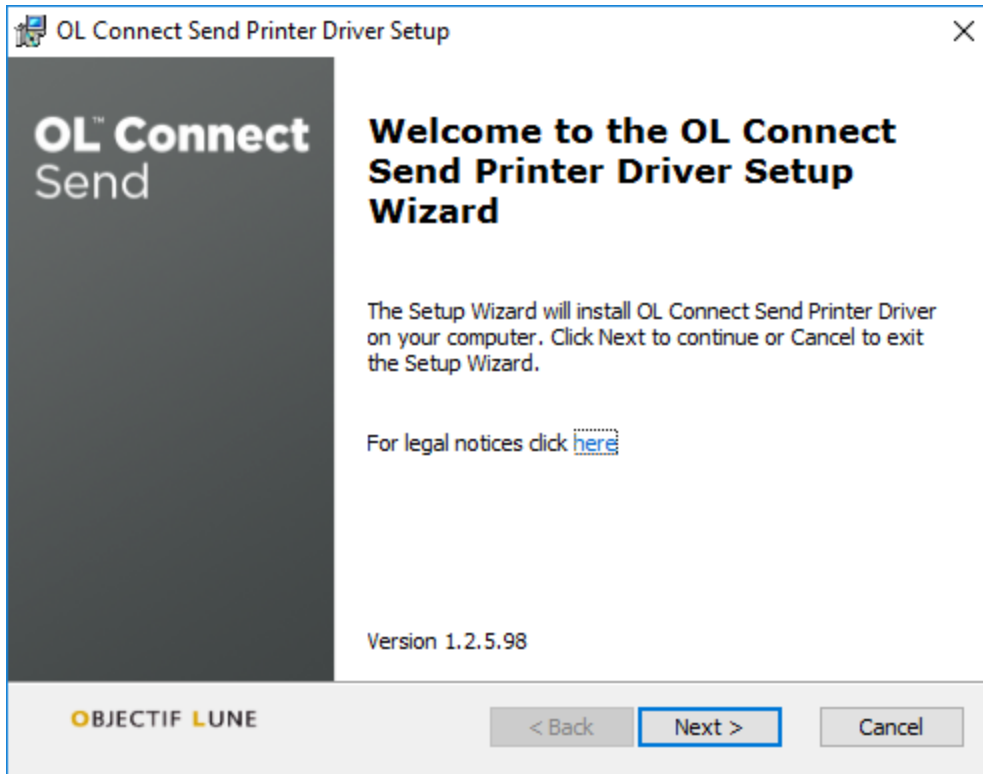 OL Connect Send Printer Driver Setup
OL™ Connect
Send
Welcome to the OL Connect
Send Printer Driver Setup
Wizard
The Setup Wizard will install OL Connect Send Printer Driver
on your computer. Click Next to continue or Cancel to exit
the Setup Wizard.
For legal notices click here
Version 1.2.5.98
OBJECTIF LUNE
< Back
Next >
Cancel